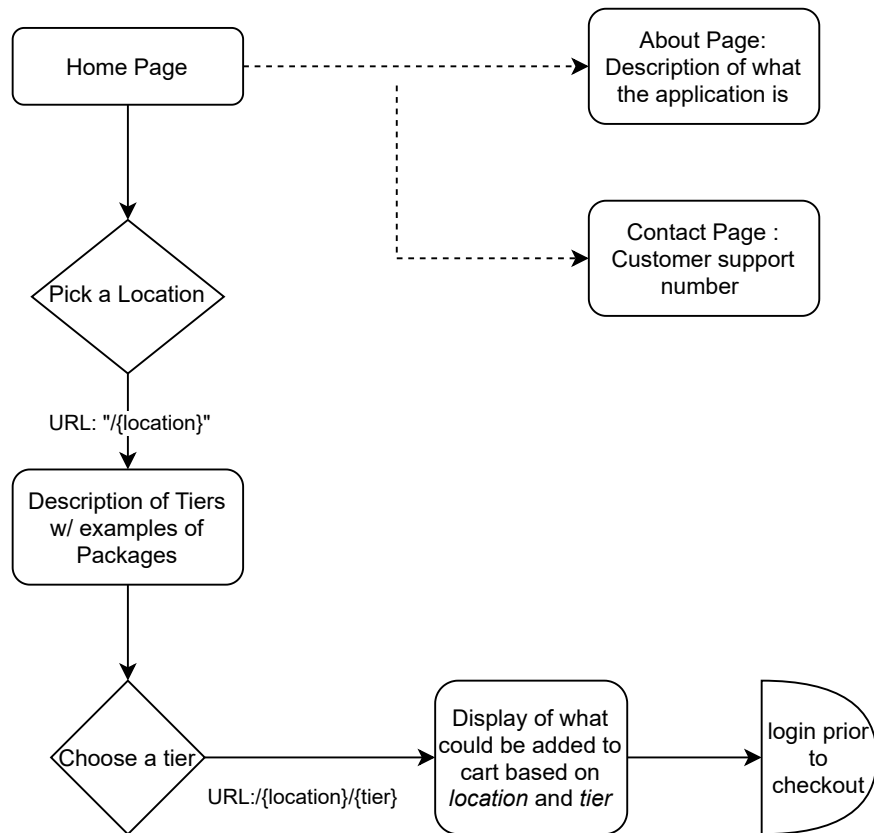 Home Page
About Page:
Description of what
the application is
Contact Page :
Customer support
number
Pick a Location
URL: "/{location}"
Description of Tiers
w/ examples of
Packages
Choose a tier
URL:/{location}/{tier}
Display of what
could be added to
cart based on
location and tier
login prior
to
checkout